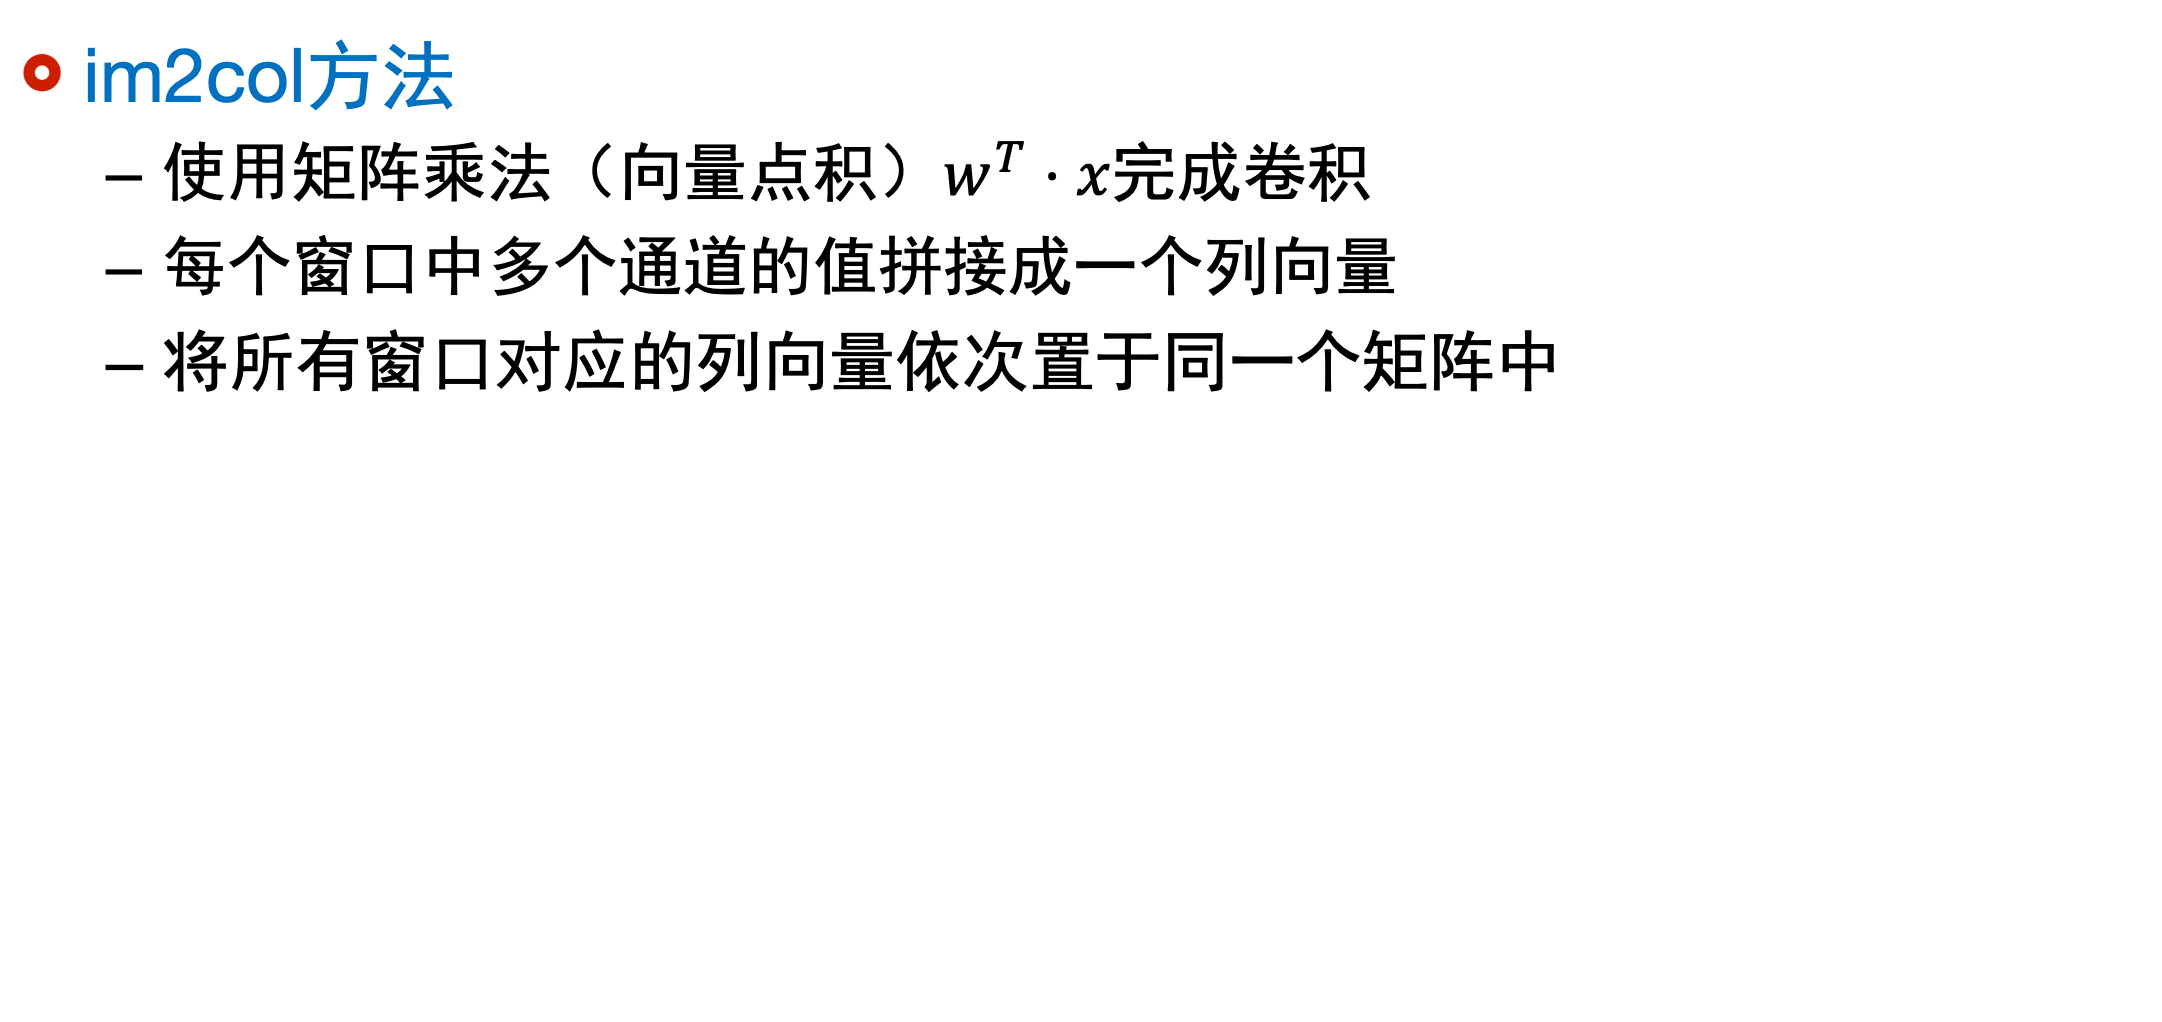 im2col方法
– 使用矩阵乘法（向量点积）$w^T \cdot x$完成卷积
– 每个窗口中多个通道的值拼接成一个列向量
– 将所有窗口对应的列向量依次置于同一个矩阵中